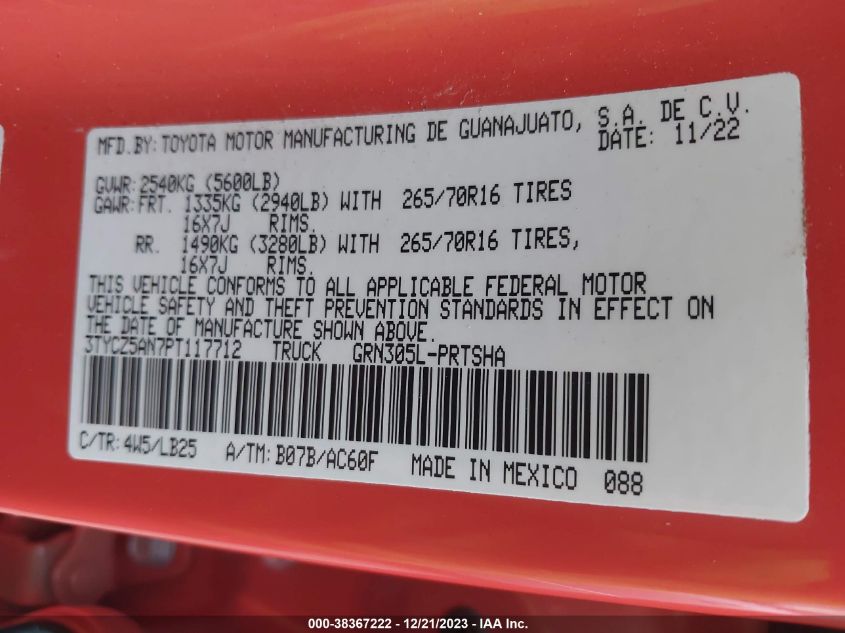 MFD.BY: TOYOTA MOTOR MANUFACTURING DE GUANAJUATO, S.A. DE C.V.
DATE: 11/22
GVWR: 2540KG (5600LB)
GAWR: FRT. 1335KG (2940LB) WITH 265/70R16 TIRES
16X7J RIMS.
RR. 1490KG (3280LB) WITH 265/70R16 TIRES,
16X7J RIMS.
THIS VEHICLE CONFORMS TO ALL APPLICABLE FEDERAL MOTOR
VEHICLE SAFETY AND THEFT PREVENTION STANDARDS IN EFFECT ON
THE DATE OF MANUFACTURE SHOWN ABOVE.
3TYCZ5AN7PT117712 TRUCK GRN305L-PRTSHA
C/TR: 4W5/LB25 A/TM: B07B/AC60F MADE IN MEXICO 088
000-38367222 - 12/21/2023 - IAA Inc.